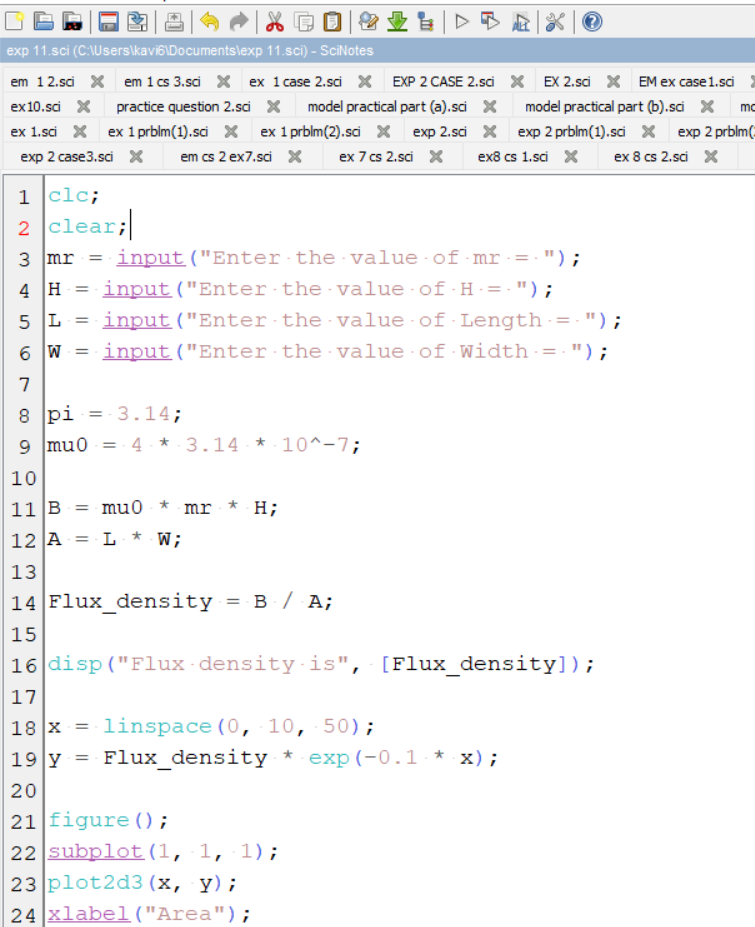 exp 11.sci (C:\Users\kavi6\Documents\exp 11.sci) - SciNotes
em 1 2.sci em 1 cs 3.sci ex 1 case 2.sci EXP 2 CASE 2.sci EX 2.sci EM ex case1.sci
ex10.sci practice question 2.sci model practical part (a).sci model practical part (b).sci mo
ex 1.sci ex 1 prblm(1).sci ex 1 prblm(2).sci exp 2.sci exp 2 prblm(1).sci exp 2 prblm(
exp 2 case3.sci em cs 2 ex7.sci ex 7 cs 2.sci ex8 cs 1.sci ex 8 cs 2.sci
1 clc;
2 clear;
3 mr = input("Enter the value of mr = ");
4 H = input("Enter the value of H = ");
5 L = input("Enter the value of Length = ");
6 W = input("Enter the value of Width = ");
7
8 pi = 3.14;
9 mu0 = 4 * 3.14 * 10^-7;
10
11 B = mu0 * mr * H;
12 A = L * W;
13
14 Flux_density = B / A;
15
16 disp("Flux density is", [Flux_density]);
17
18 x = linspace(0, 10, 50);
19 y = Flux_density * exp(-0.1 * x);
20
21 figure();
22 subplot(1, 1, 1);
23 plot2d3(x, y);
24 xlabel("Area");